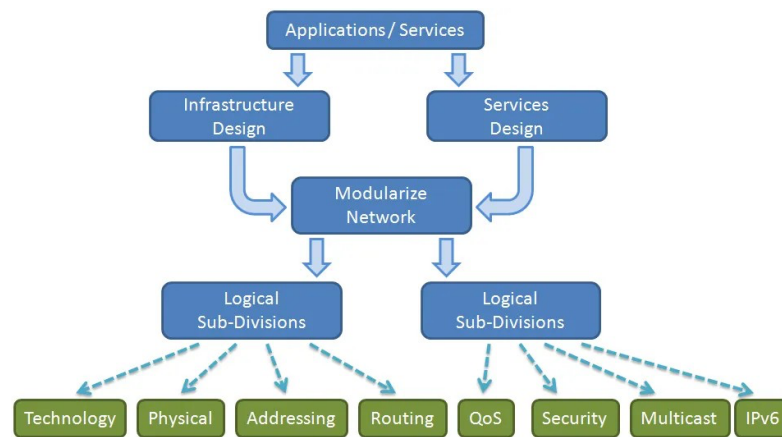 Applications / Services
Infrastructure
Design
Services
Design
Modularize
Network
Logical
Sub-Divisions
Logical
Sub-Divisions
Technology
Physical
Addressing
Routing
QoS
Security
Multicast
IPv6